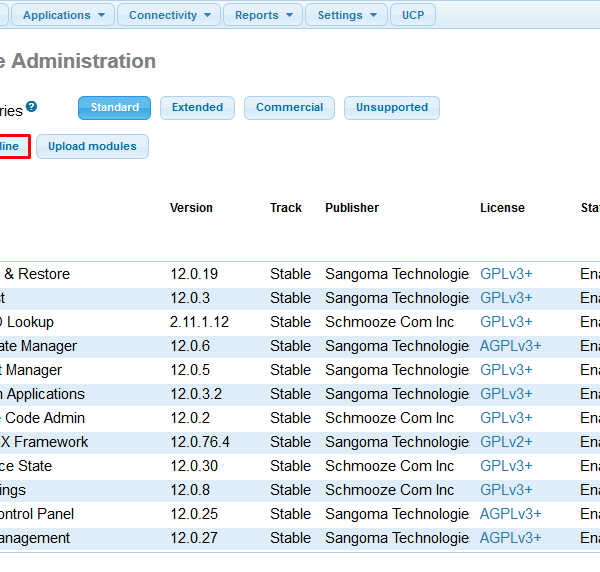 Applications Connectivity Reports Settings UCP
e Administration
ries ? Standard Extended Commercial Unsupported
line Upload modules
Version Track Publisher License Sta
& Restore 12.0.19 Stable Sangoma Technologie GPLv3+ Ena
t 12.0.3 Stable Sangoma Technologie GPLv3+ Ena
D Lookup 2.11.1.12 Stable Schmooze Com Inc GPLv3+ Ena
ate Manager 12.0.6 Stable Sangoma Technologie AGPLv3+ Ena
t Manager 12.0.5 Stable Sangoma Technologie GPLv3+ Ena
n Applications 12.0.3.2 Stable Sangoma Technologie GPLv3+ Ena
e Code Admin 12.0.2 Stable Schmooze Com Inc GPLv3+ Ena
X Framework 12.0.76.4 Stable Sangoma Technologie GPLv2+ Ena
ce State 12.0.30 Stable Schmooze Com Inc GPLv3+ Ena
ings 12.0.8 Stable Schmooze Com Inc GPLv3+ Ena
ontrol Panel 12.0.25 Stable Sangoma Technologie AGPLv3+ Ena
anagement 12.0.27 Stable Sangoma Technologie AGPLv3+ Ena